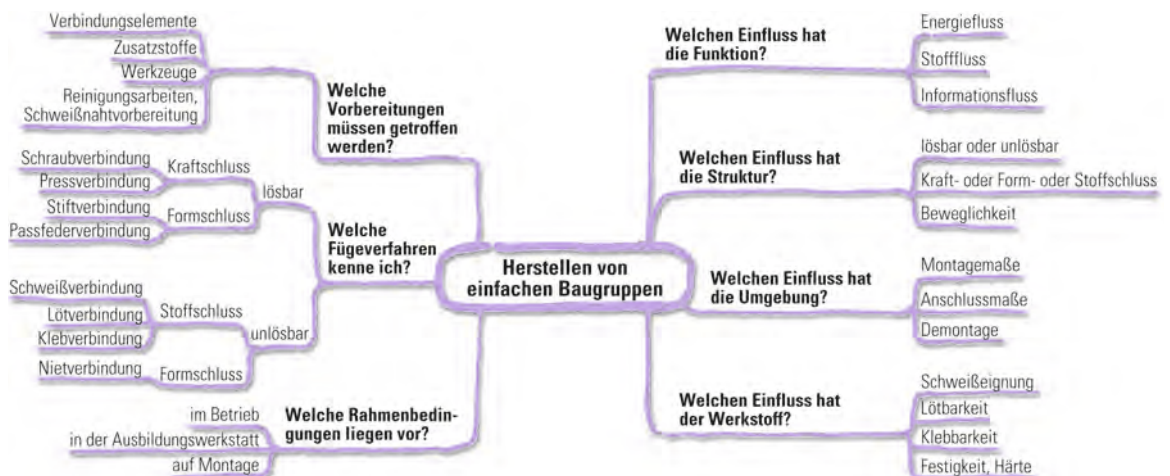 Verbindungselemente
Zusatzstoffe
Werkzeuge
Reinigungsarbeiten,
Schweißnahtvorbereitung
Welche
Vorbereitungen
müssen getroffen
werden?
Schraubverbindung
Pressverbindung
Kraftschluss
Stiftverbindung
Passfederverbindung
Formschluss
lösbar
Welche
Fügeverfahren
kenne ich?
Schweißverbindung
Lötverbindung
Klebverbindung
Stoffschluss
Nietverbindung
Formschluss
unlösbar
im Betrieb
in der Ausbildungswerkstatt
auf Montage
Welche Rahmenbedin-
gungen liegen vor?
Herstellen von
einfachen Baugruppen
Welchen Einfluss hat
die Funktion?
Energiefluss
Stofffluss
Informationsfluss
Welchen Einfluss hat
die Struktur?
lösbar oder unlösbar
Kraft- oder Form- oder Stoffschluss
Beweglichkeit
Welchen Einfluss hat
die Umgebung?
Montagemaße
Anschlussmaße
Demontage
Welchen Einfluss hat
der Werkstoff?
Schweißeignung
Lötbarkeit
Klebbarkeit
Festigkeit, Härte